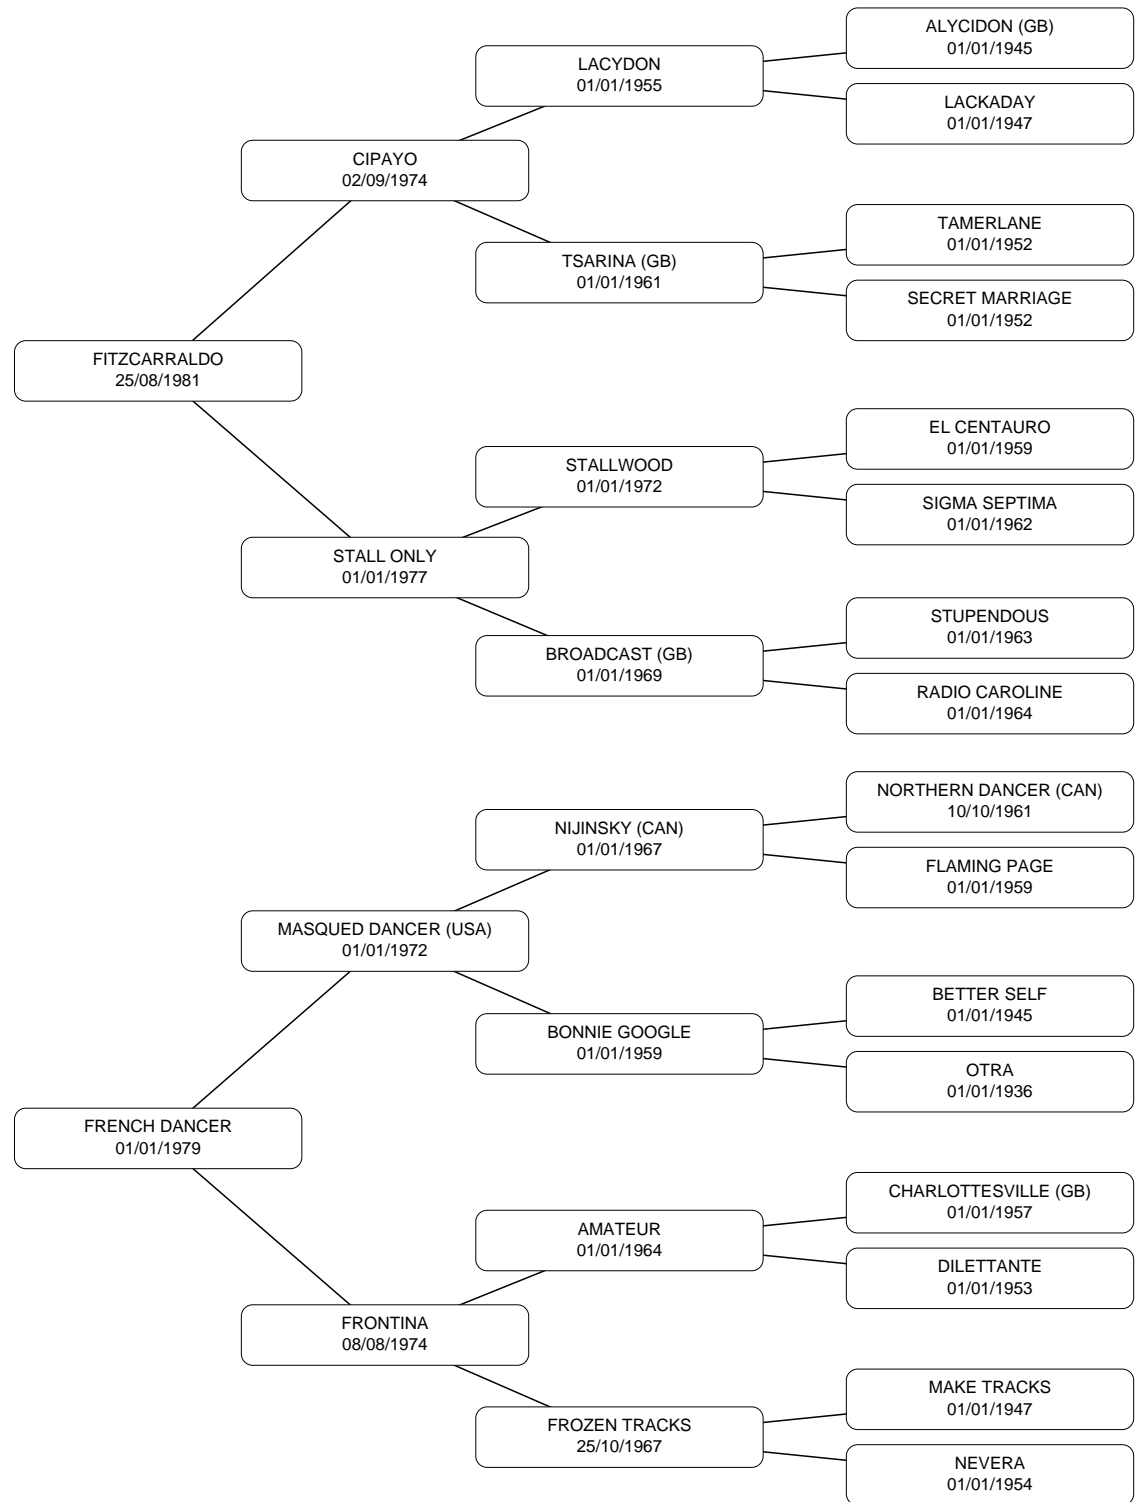 ALYCIDON (GB)
01/01/1945
LACYDON
01/01/1955
LACKADAY
01/01/1947
CIPAYO
02/09/1974
TAMERLANE
01/01/1952
TSARINA (GB)
01/01/1961
SECRET MARRIAGE
01/01/1952
FITZCARRALDO
25/08/1981
EL CENTAURO
01/01/1959
STALLWOOD
01/01/1972
SIGMA SEPTIMA
01/01/1962
STALL ONLY
01/01/1977
STUPENDOUS
01/01/1963
BROADCAST (GB)
01/01/1969
RADIO CAROLINE
01/01/1964
NORTHERN DANCER (CAN)
10/10/1961
NIJINSKY (CAN)
01/01/1967
FLAMING PAGE
01/01/1959
MASQUED DANCER (USA)
01/01/1972
BETTER SELF
01/01/1945
BONNIE GOOGLE
01/01/1959
OTRA
01/01/1936
FRENCH DANCER
01/01/1979
CHARLOTTESVILLE (GB)
01/01/1957
AMATEUR
01/01/1964
DILETTANTE
01/01/1953
FRONTINA
08/08/1974
MAKE TRACKS
01/01/1947
FROZEN TRACKS
25/10/1967
NEVERA
01/01/1954